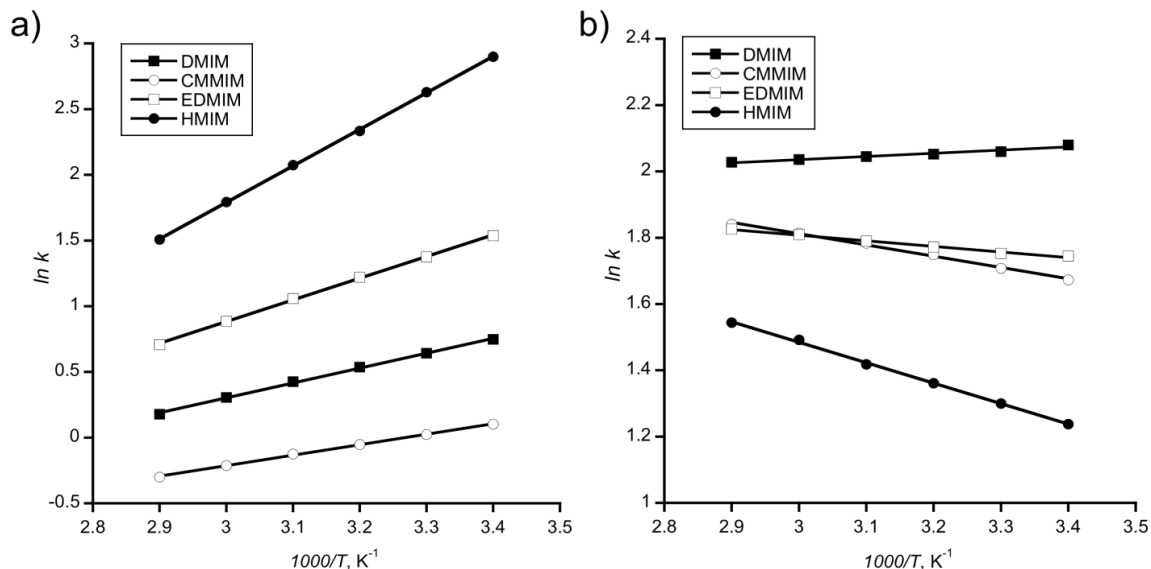 a)
3
2.5
2
1.5
1
0.5
0
-0.5
ln k
DMIM
CMMIM
EDMIM
HMIM
2.8 2.9 3 3.1 3.2 3.3 3.4 3.5
1000/T, K-1
b)
2.4
2.2
2.0
1.8
1.6
1.4
1.2
1
ln k
DMIM
CMMIM
EDMIM
HMIM
2.8 2.9 3 3.1 3.2 3.3 3.4 3.5
1000/T, K-1